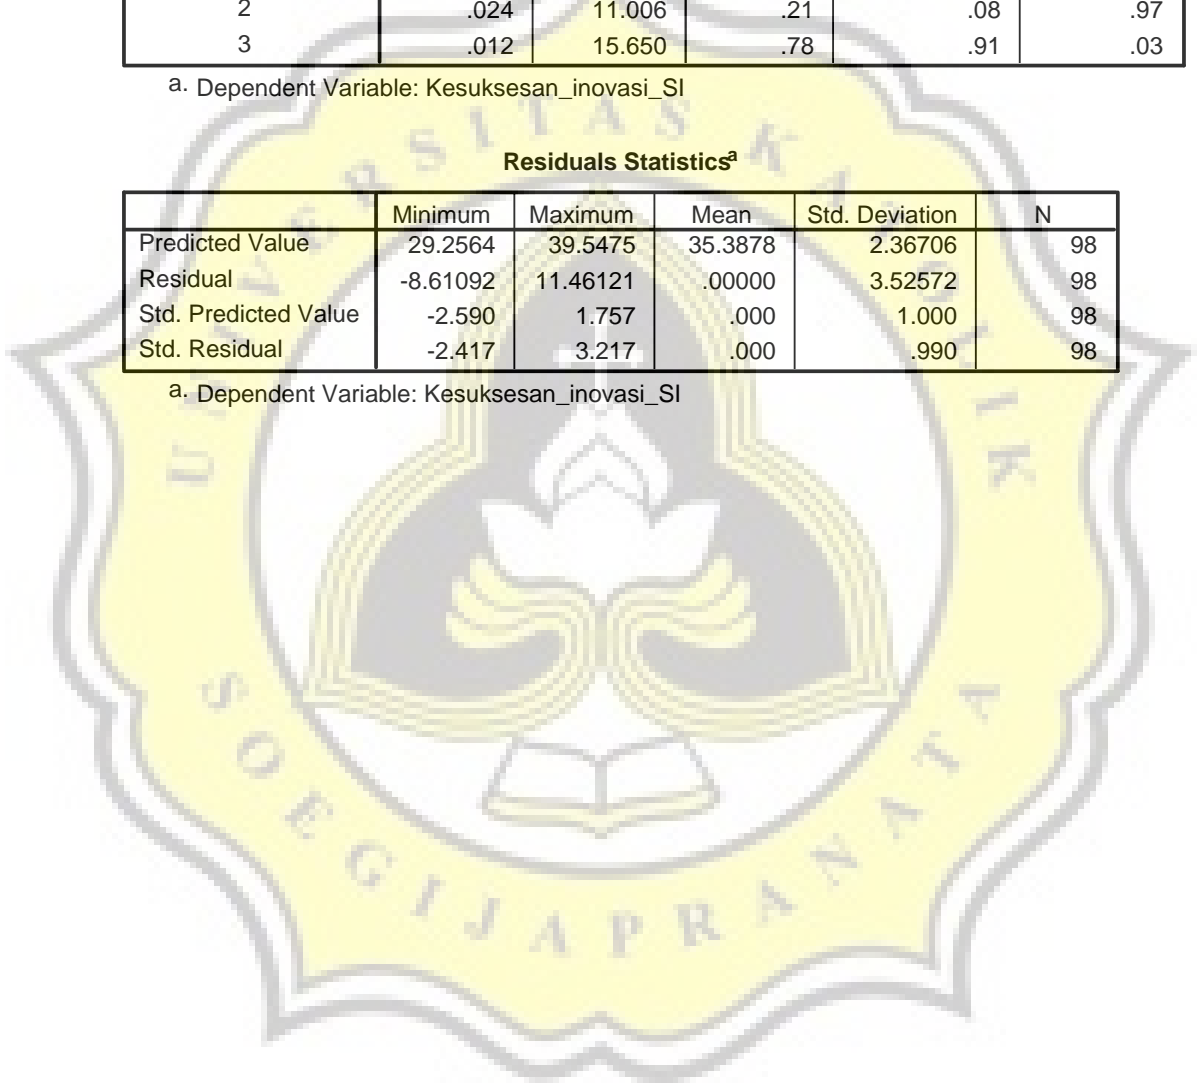 2 .024 11.006 .21 .08 .97
3 .012 15.650 .78 .91 .03
a. Dependent Variable: Kesuksesan_inovasi_SI
Residuals Statisticsa
Minimum Maximum Mean Std. Deviation N
Predicted Value 29.2564 39.5475 35.3878 2.36706 98
Residual -8.61092 11.46121 .00000 3.52572 98
Std. Predicted Value -2.590 1.757 .000 1.000 98
Std. Residual -2.417 3.217 .000 .990 98
a. Dependent Variable: Kesuksesan_inovasi_SI
UNIVERSITAS KATOLIK
SOEGIJAPRANATA